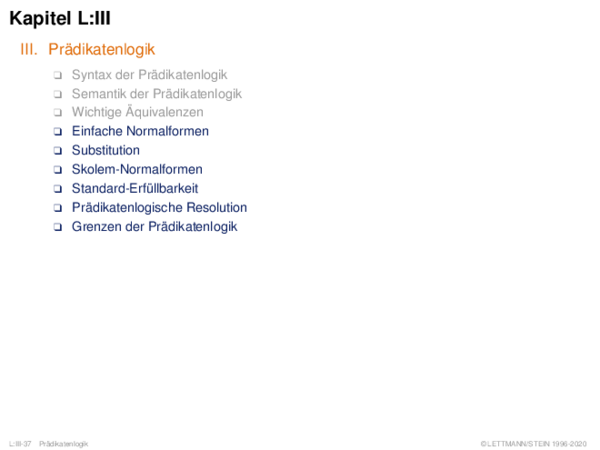 Kapitel L:III
III. Prädikatenlogik
❑ Syntax der Prädikatenlogik
❑ Semantik der Prädikatenlogik
❑ Wichtige Äquivalenzen
❑ Einfache Normalformen
❑ Substitution
❑ Skolem-Normalformen
❑ Standard-Erfüllbarkeit
❑ Prädikatenlogische Resolution
❑ Grenzen der Prädikatenlogik
L:III-37 Prädikatenlogik
©LETTMANN/STEIN 1996-2020